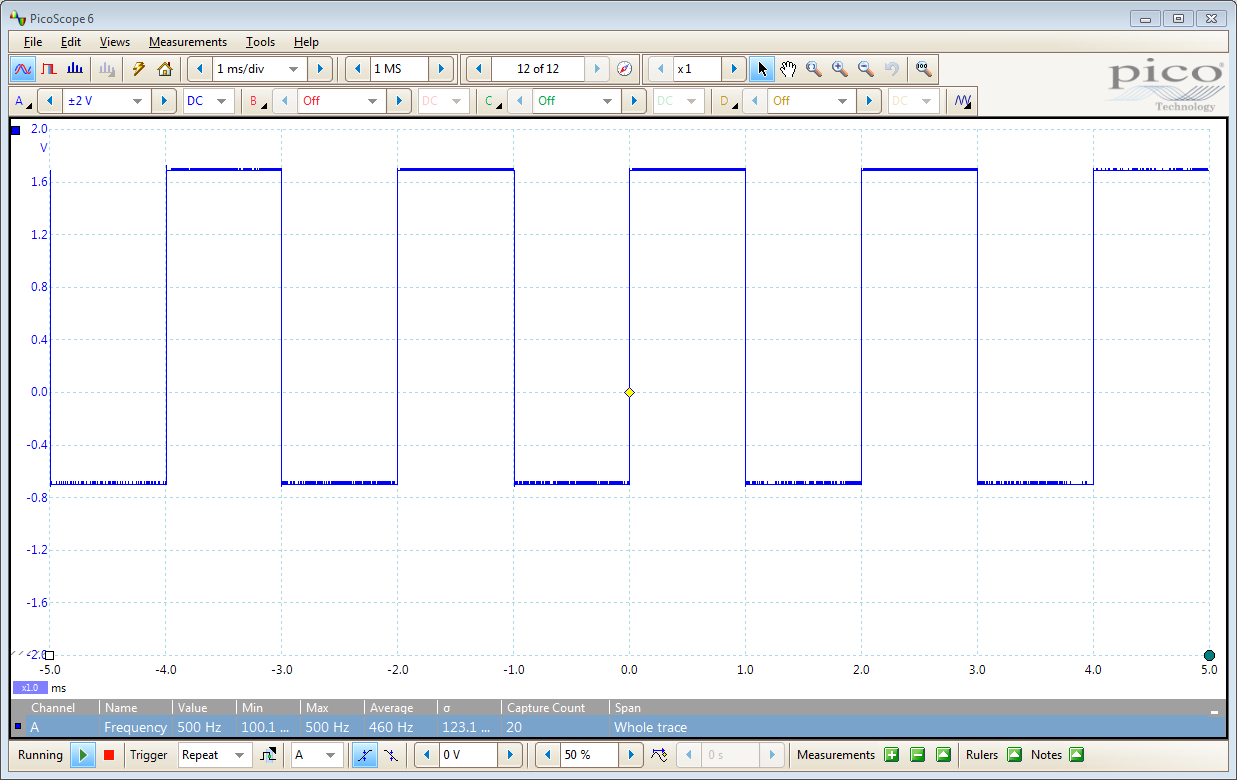 PicoScope 6
File Edit Views Measurements Tools Help
1 ms/div 1 MS 12 of 12 x1
pico
Technology
A ±2 V DC B Off DC C Off DC D Off DC
2.0
V
1.6
1.2
0.8
0.4
0.0
-0.4
-0.8
-1.2
-1.6
-2.0
-5.0 -4.0 -3.0 -2.0 -1.0 0.0 1.0 2.0 3.0 4.0 5.0
x1.0 ms
Channel Name Value Min Max Average σ Capture Count Span
A Frequency 500 Hz 100.1 ... 500 Hz 460 Hz 123.1 ... 20 Whole trace
Running Trigger Repeat A 0 V 50 % 0 s Measurements Rulers Notes